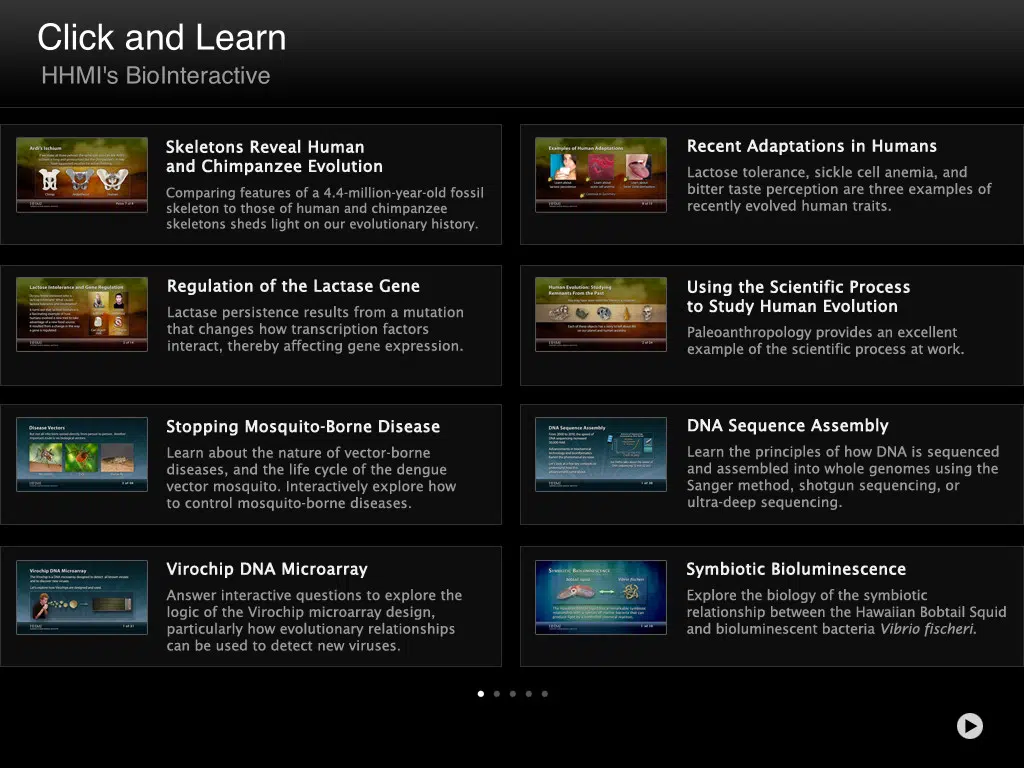 Click and Learn
HHMI's BioInteractive
Ardi's Ischium
Skeletons Reveal Human
and Chimpanzee Evolution
Comparing features of a 4.4-million-year-old fossil
skeleton to those of human and chimpanzee
skeletons sheds light on our evolutionary history.
Examples of Human Adaptations
Recent Adaptations in Humans
Lactose tolerance, sickle cell anemia, and
bitter taste perception are three examples of
recently evolved human traits.
Lactose Intolerance and Gene Regulation
Regulation of the Lactase Gene
Lactase persistence results from a mutation
that changes how transcription factors
interact, thereby affecting gene expression.
Human Evolution: Studying
Remnants From the Past
Using the Scientific Process
to Study Human Evolution
Paleoanthropology provides an excellent
example of the scientific process at work.
Disease Vectors
Stopping Mosquito-Borne Disease
Learn about the nature of vector-borne
diseases, and the life cycle of the dengue
vector mosquito. Interactively explore how
to control mosquito-borne diseases.
DNA Sequence Assembly
DNA Sequence Assembly
Learn the principles of how DNA is sequenced
and assembled into whole genomes using the
Sanger method, shotgun sequencing, or
ultra-deep sequencing.
Virochip DNA Microarray
Virochip DNA Microarray
Answer interactive questions to explore the
logic of the Virochip microarray design,
particularly how evolutionary relationships
can be used to detect new viruses.
Symbiotic Bioluminescence
Symbiotic Bioluminescence
Explore the biology of the symbiotic
relationship between the Hawaiian Bobtail Squid
and bioluminescent bacteria Vibrio fischeri.